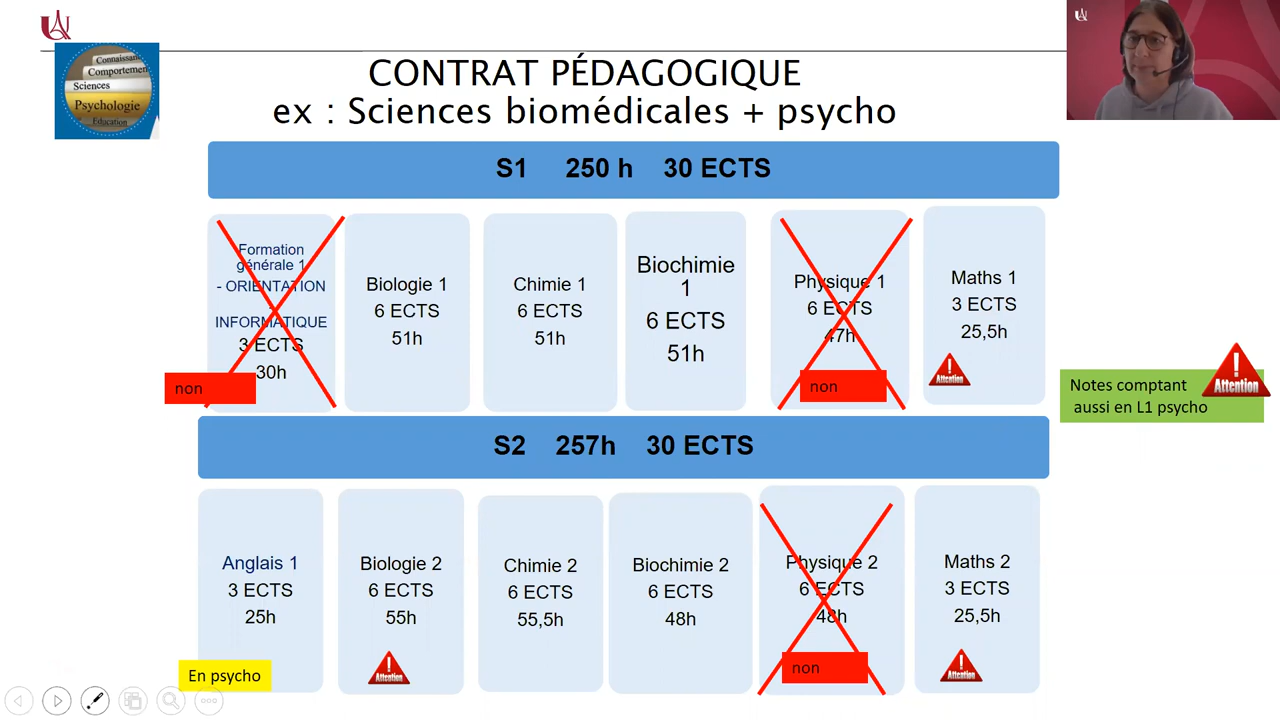 Connaissan
Comportemen
Sciences
Psychologie
Education
CONTRAT PÉDAGOGIQUE
ex : Sciences biomédicales + psycho
S1 250 h 30 ECTS
Formation
générale 1
- ORIENTATION
INFORMATIQUE
3 ECTS
30h
non
Biologie 1
6 ECTS
51h
Chimie 1
6 ECTS
51h
Biochimie
1
6 ECTS
51h
Physique 1
6 ECTS
47h
non
Maths 1
3 ECTS
25,5h
Attention
Notes comptant
aussi en L1 psycho
Attention
S2 257h 30 ECTS
Anglais 1
3 ECTS
25h
En psycho
Biologie 2
6 ECTS
55h
Attention
Chimie 2
6 ECTS
55,5h
Biochimie 2
6 ECTS
48h
Physique 2
6 ECTS
48h
non
Maths 2
3 ECTS
25,5h
Attention